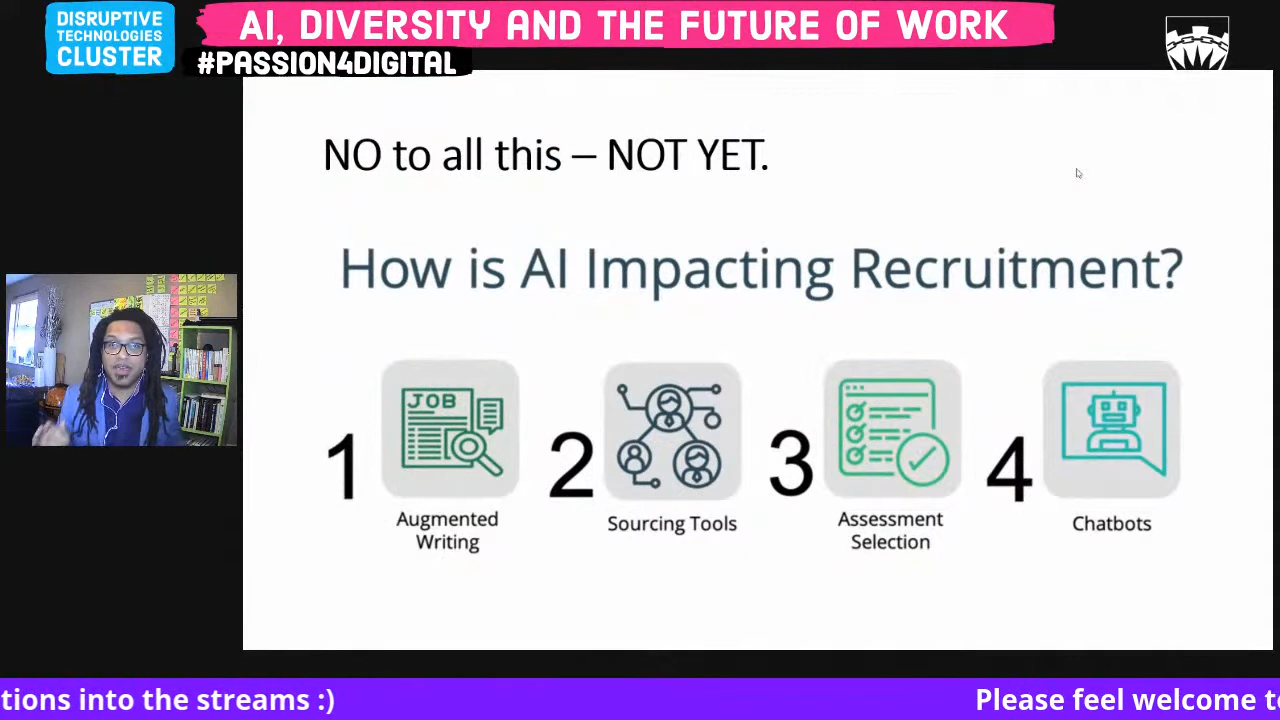 DISRUPTIVE
TECHNOLOGIES
CLUSTER
AI, DIVERSITY AND THE FUTURE OF WORK
#PASSION4DIGITAL
NO to all this – NOT YET.
How is AI Impacting Recruitment?
JOB
1
2
3
4
Augmented
Writing
Sourcing Tools
Assessment
Selection
Chatbots
tions into the streams :)
Please feel welcome to